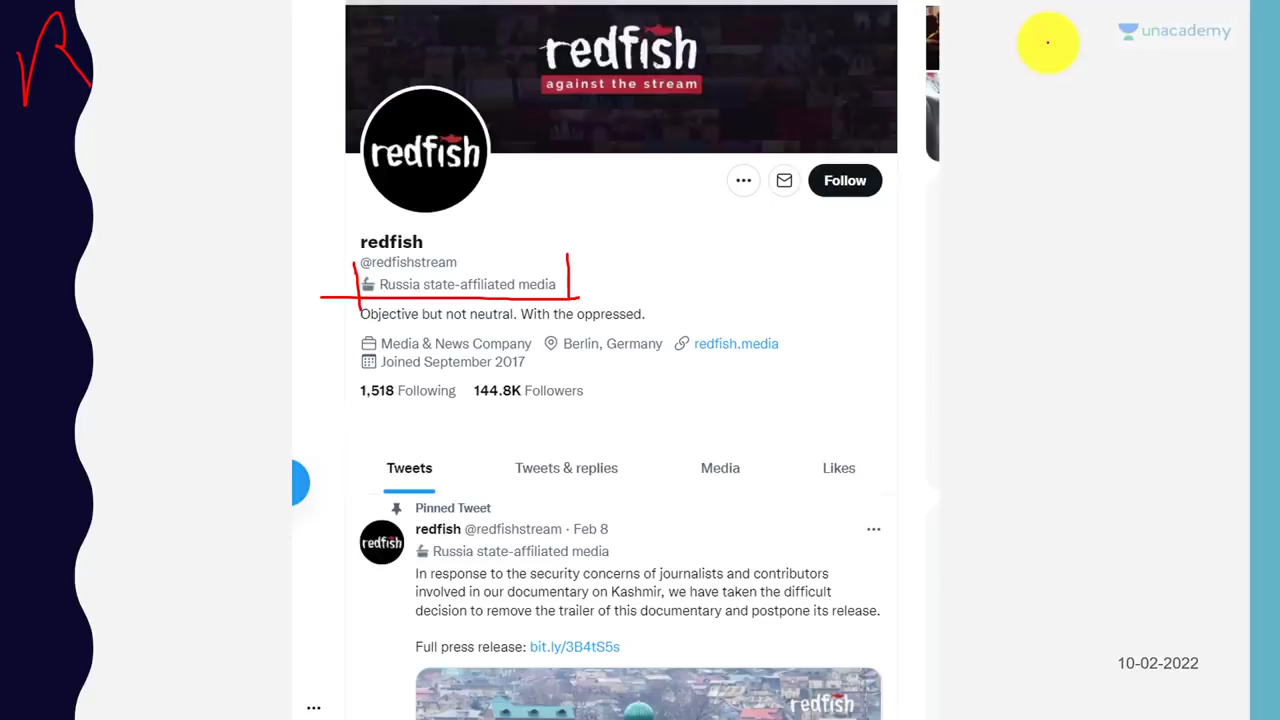 redfish
against the stream
unacademy
redfish
Follow
redfish
@redfishstream
Russia state-affiliated media
Objective but not neutral. With the oppressed.
Media & News Company Berlin, Germany redfish.media
Joined September 2017
1,518 Following 144.8K Followers
Tweets Tweets & replies Media Likes
Pinned Tweet
redfish @redfishstream · Feb 8
redfish
Russia state-affiliated media
In response to the security concerns of journalists and contributors
involved in our documentary on Kashmir, we have taken the difficult
decision to remove the trailer of this documentary and postpone its release.
Full press release: bit.ly/3B4tS5s
redfish
10-02-2022